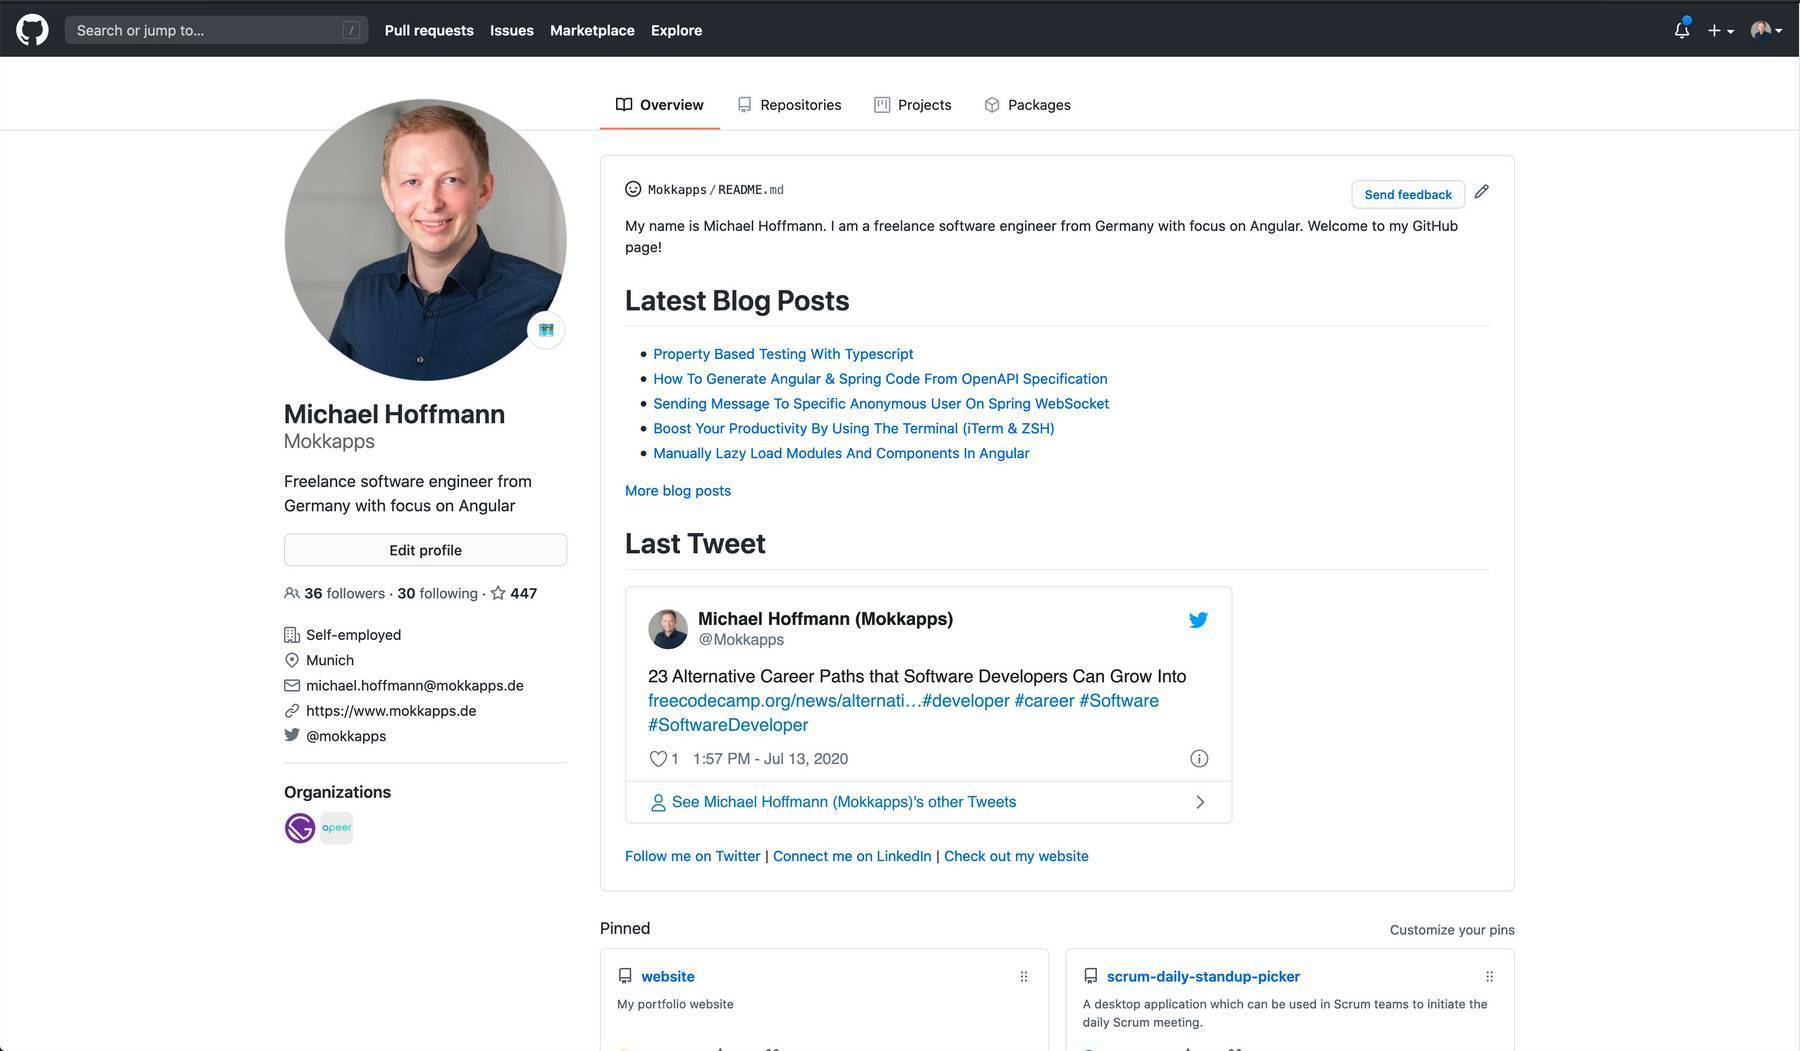 Search or jump to...
/
Pull requests
Issues
Marketplace
Explore
Overview
Repositories
Projects
Packages
Mokkapps/README.md
Send feedback
My name is Michael Hoffmann. I am a freelance software engineer from Germany with focus on Angular. Welcome to my GitHub
page!
Latest Blog Posts
Property Based Testing With Typescript
How To Generate Angular & Spring Code From OpenAPI Specification
Sending Message To Specific Anonymous User On Spring WebSocket
Boost Your Productivity By Using The Terminal (iTerm & ZSH)
Manually Lazy Load Modules And Components In Angular
More blog posts
Last Tweet
Michael Hoffmann (Mokkapps)
@Mokkapps
23 Alternative Career Paths that Software Developers Can Grow Into
freecodecamp.org/news/alternati…#developer #career #Software
#SoftwareDeveloper
1 1:57 PM - Jul 13, 2020
See Michael Hoffmann (Mokkapps)'s other Tweets
Follow me on Twitter | Connect me on LinkedIn | Check out my website
Michael Hoffmann
Mokkapps
Freelance software engineer from
Germany with focus on Angular
Edit profile
36 followers · 30 following · 447
Self-employed
Munich
michael.hoffmann@mokkapps.de
https://www.mokkapps.de
@mokkapps
Organizations
apeer
Pinned
Customize your pins
website
My portfolio website
scrum-daily-standup-picker
A desktop application which can be used in Scrum teams to initiate the
daily Scrum meeting.